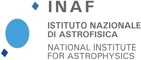 INAF
ISTITUTO NAZIONALE
DI ASTROFISICA
NATIONAL INSTITUTE
FOR ASTROPHYSICS